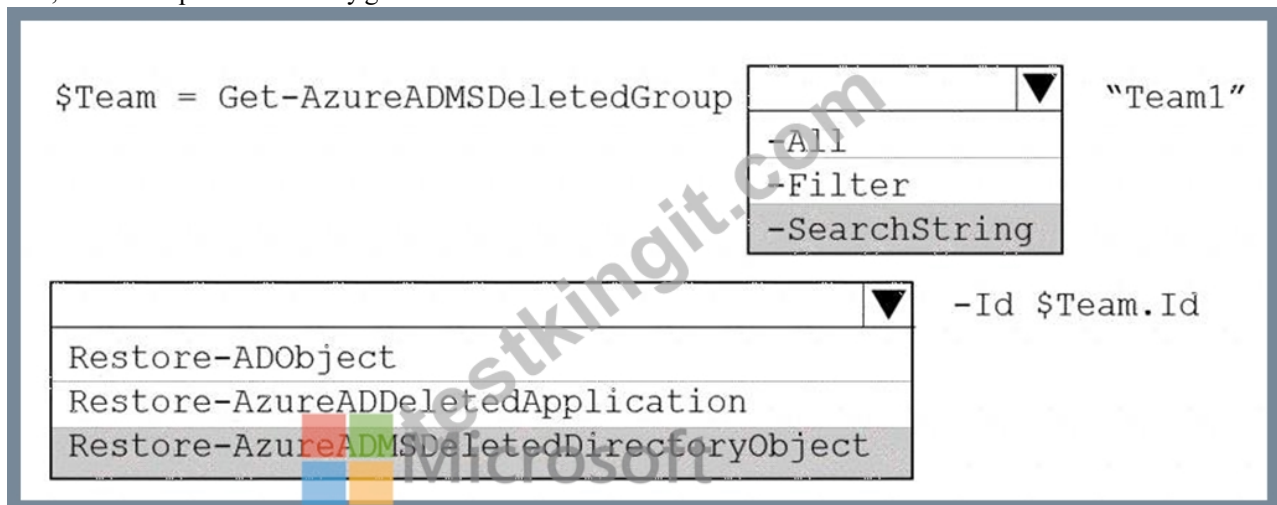 $Team = Get-AzureADMSDeletedGroup “Team1”
-All
-Filter
-SearchString
-Id $Team.Id
Restore-ADObject
Restore-AzureADDeletedApplication
Restore-AzureADMSDeletedDirectoryObject
testkingit.com
Microsoft